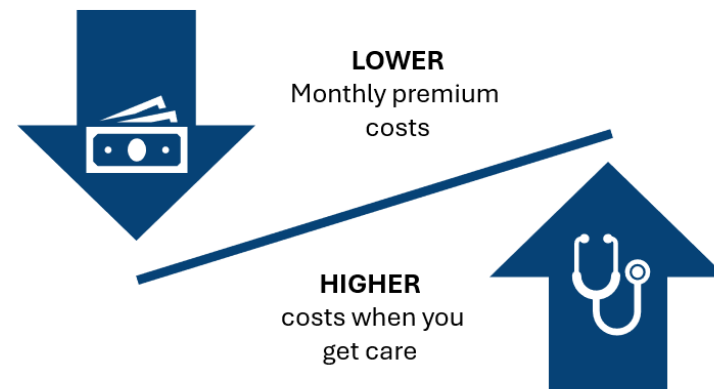 LOWER
Monthly premium
costs
HIGHER
costs when you
get care